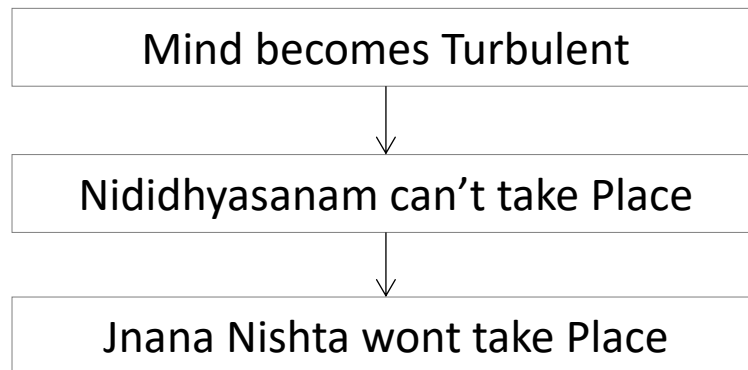 Mind becomes Turbulent
Nididhyasanam can’t take Place
Jnana Nishta wont take Place